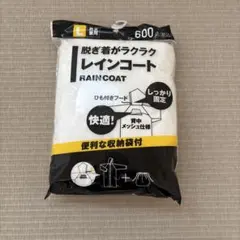 600
脱ぎ着がラクラク
レインコート
RAIN COAT
ひも付きフード
しっかり
固定
快適!
背中
メッシュ仕様
便利な収納袋付